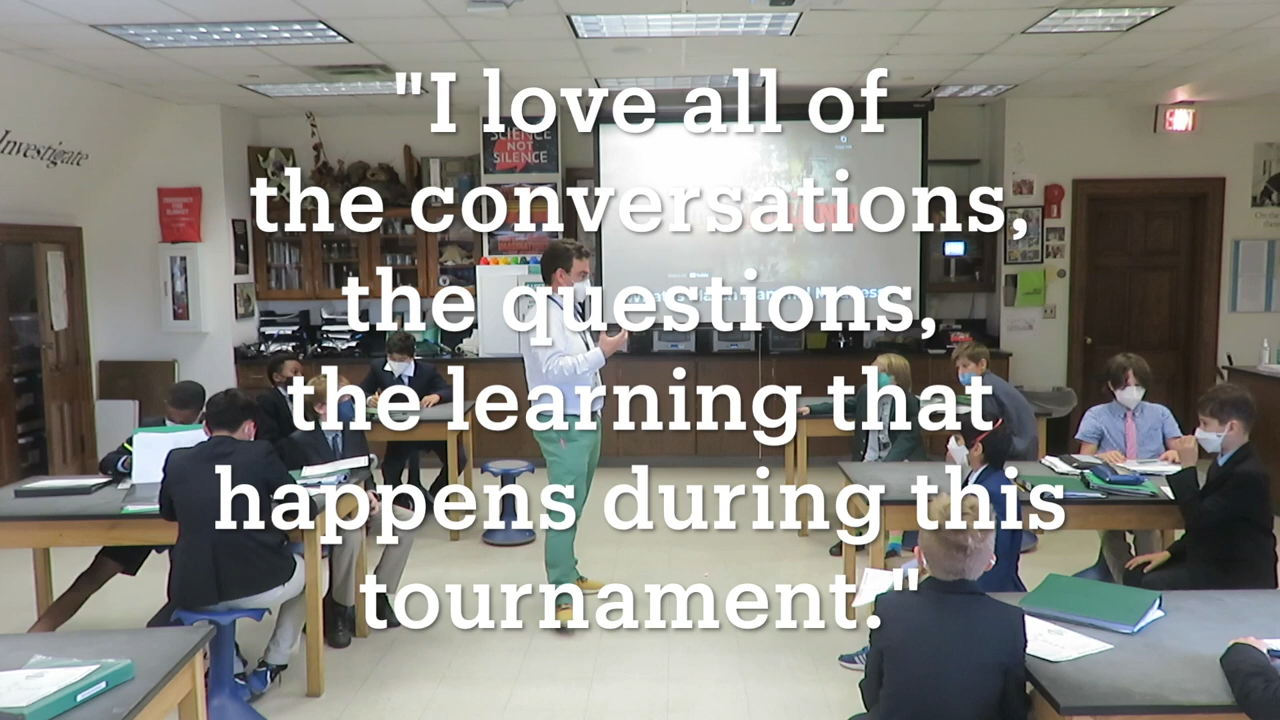 "I love all of
the conversations,
the questions,
the learning that
happens during this
tournament."
Investigate
SCIENCE
NOT
SILENCE
EXIT